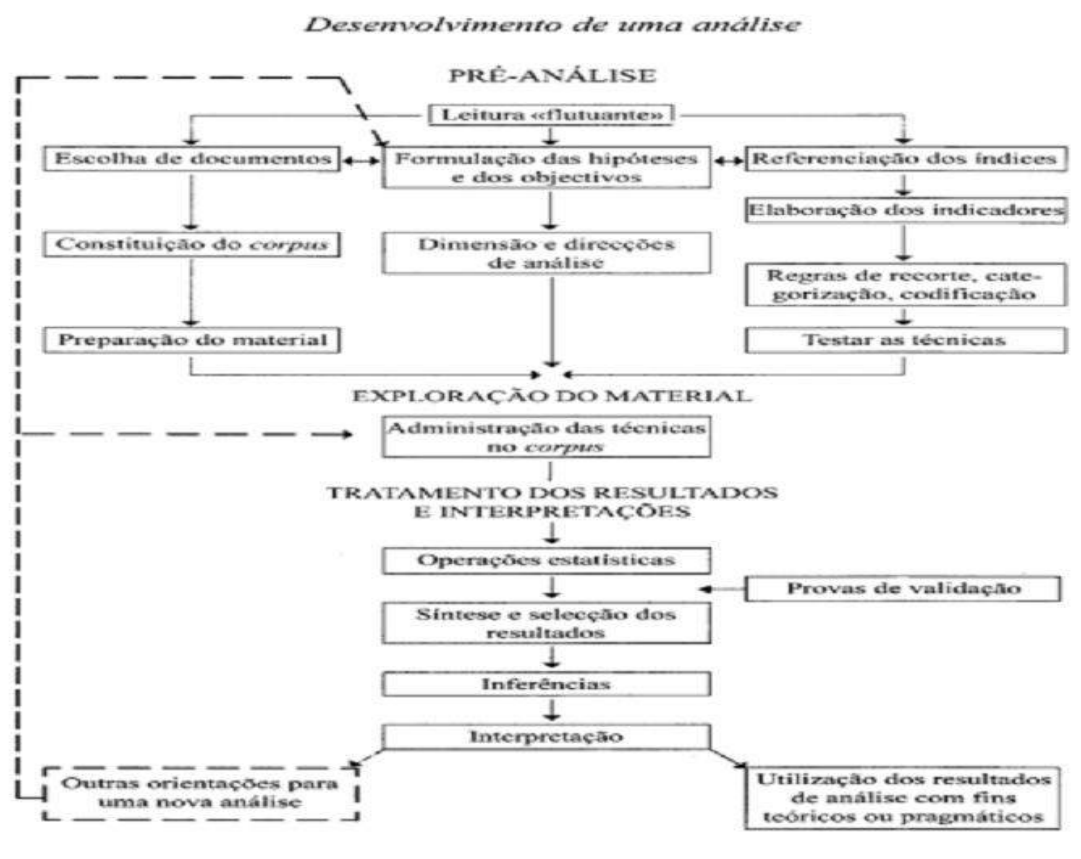 Desenvolvimento de uma análise
PRÉ-ANÁLISE
Leitura «flutuante»
Escolha de documentos
Formulação das hipóteses
e dos objectivos
Referenciação dos índices
Elaboração dos indicadores
Constituição do corpus
Dimensão e direcções
de análise
Regras de recorte, cate-
gorização, codificação
Preparação do material
Testar as técnicas
EXPLORAÇÃO DO MATERIAL
Administração das técnicas
no corpus
TRATAMENTO DOS RESULTADOS
E INTERPRETAÇÕES
Operações estatísticas
Provas de validação
Síntese e selecção dos
resultados
Inferências
Interpretação
Outras orientações para
uma nova análise
Utilização dos resultados
de análise com fins
teóricos ou pragmáticos